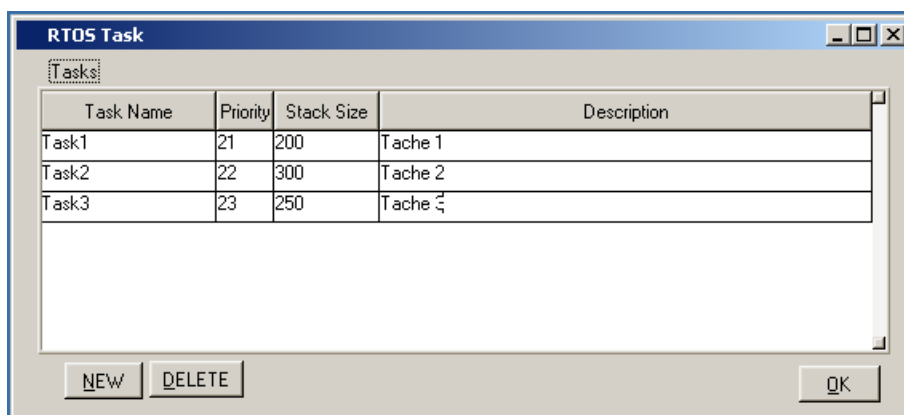 RTOS Task
Tasks
Task Name Priority Stack Size Description
Task1 21 200 Tache 1
Task2 22 300 Tache 2
Task3 23 250 Tache
NEW DELETE OK